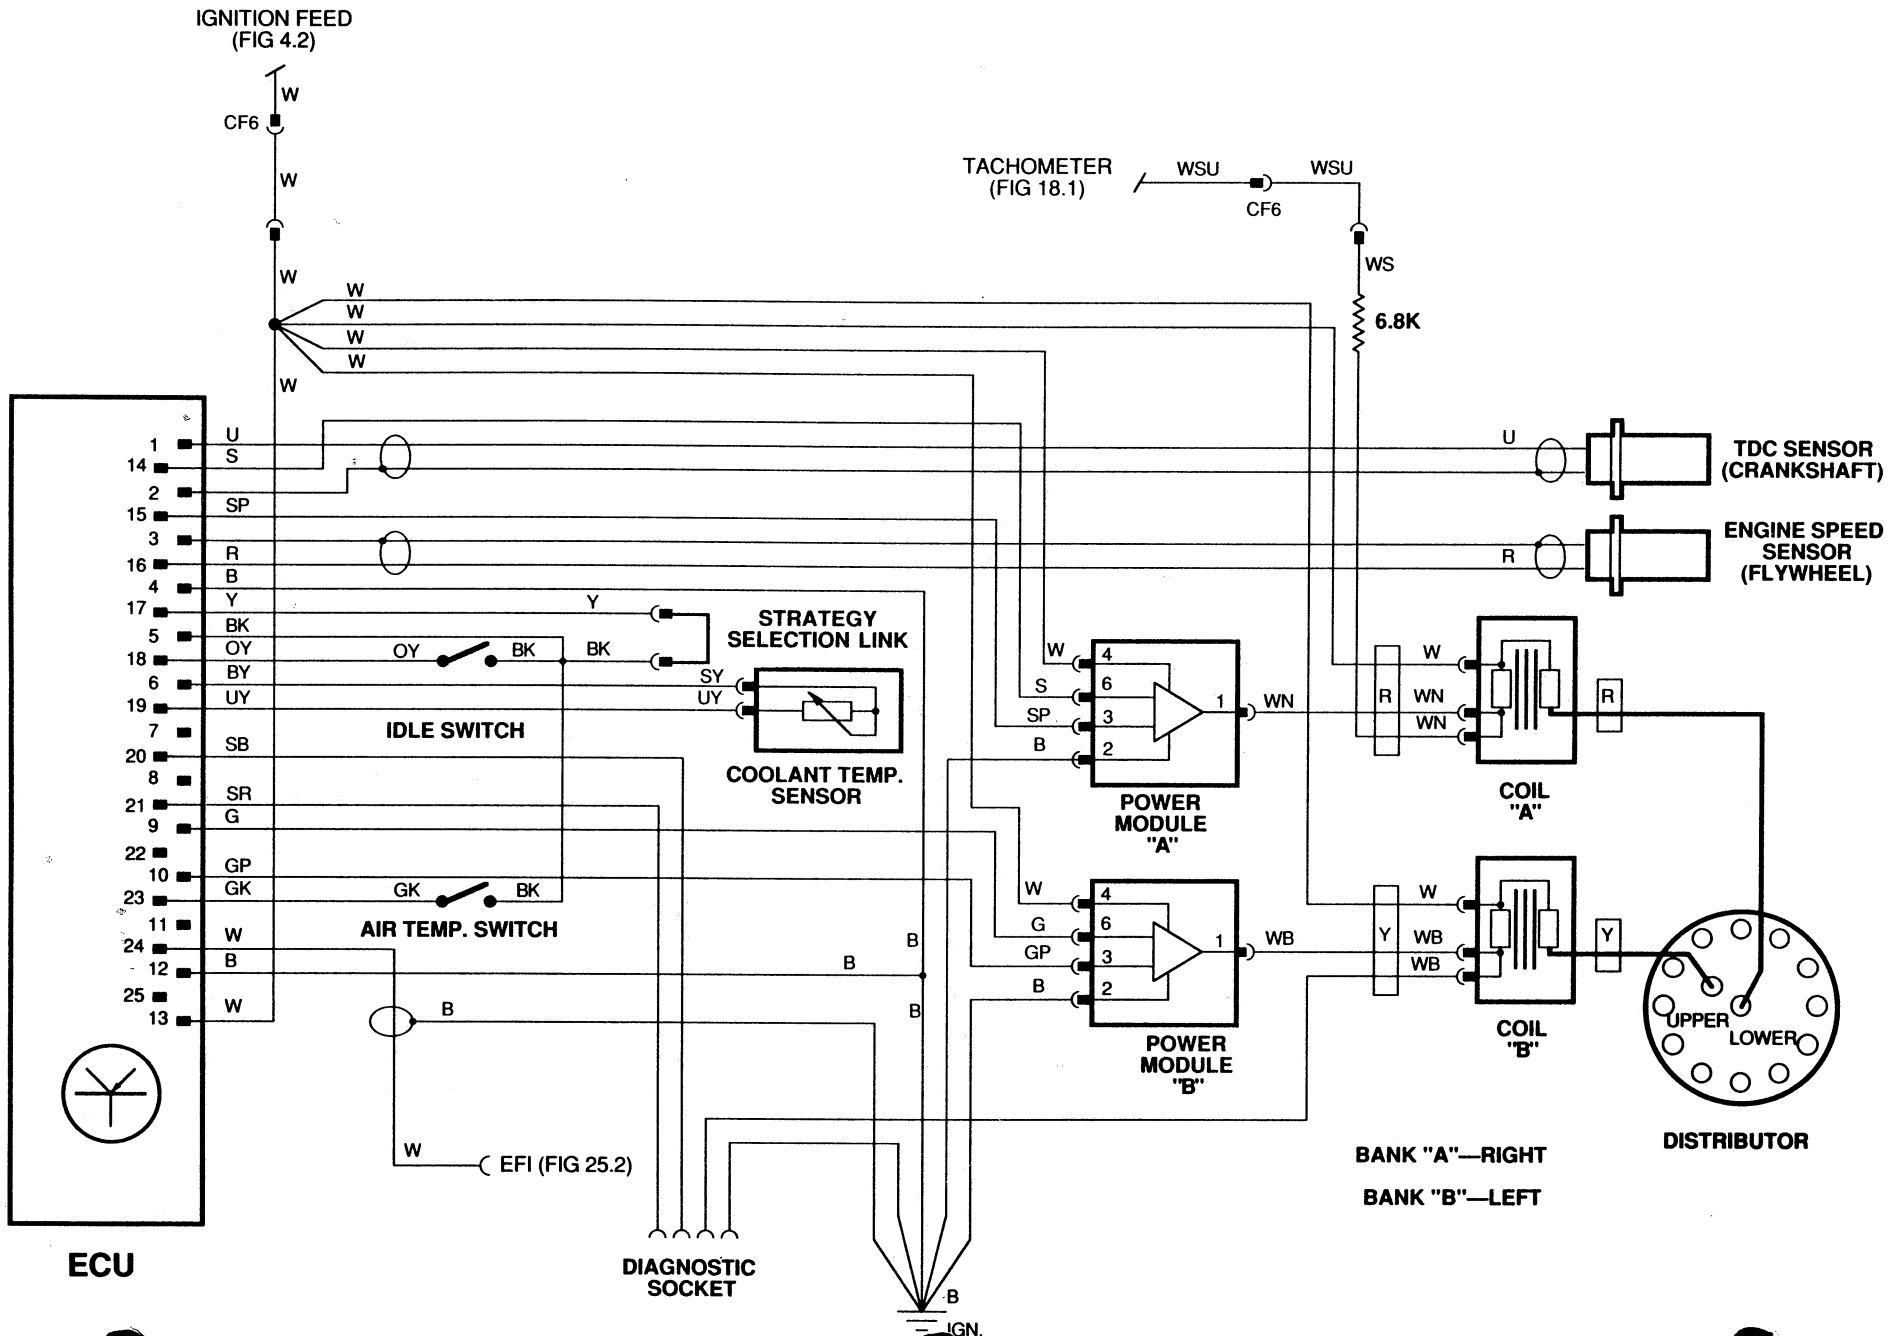 IGNITION FEED
(FIG 4.2)
W
CF6
W
W
TACHOMETER
(FIG 18.1)
WSU
WSU
CF6
WS
6.8K
W
W
W
W
W
ECU
1
14
2
15
3
16
4
17
5
18
6
19
7
20
8
21
9
22
10
23
11
24
12
25
13
U
S
SP
R
B
Y
BK
OY
BY
UY
SB
SR
G
GP
GK
W
B
W
U
TDC SENSOR
(CRANKSHAFT)
R
ENGINE SPEED
SENSOR
(FLYWHEEL)
Y
STRATEGY
SELECTION LINK
OY
BK
BK
IDLE SWITCH
SY
UY
COOLANT TEMP.
SENSOR
GK
BK
AIR TEMP. SWITCH
B
B
B
B
W
EFI (FIG 25.2)
DIAGNOSTIC
SOCKET
B
IGN.
W
S
SP
B
4
6
3
2
1
WN
POWER
MODULE
"A"
W
G
GP
B
4
6
3
2
1
WB
POWER
MODULE
"B"
R
W
WN
WN
COIL
"A"
R
Y
W
WB
WB
COIL
"B"
Y
UPPER
LOWER
DISTRIBUTOR
BANK "A"—RIGHT
BANK "B"—LEFT